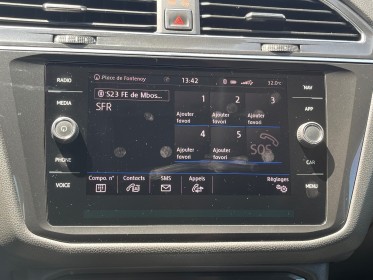 RADIO
MEDIA
PHONE
VOICE
Place de Fontenoy
13:42
12.0°C
S23 FE de Mbos...
SFR
1
2
3
Ajouter favori
Ajouter favori
Ajouter favori
4
5
Ajouter favori
Ajouter favori
SOS
Compo. n°
Contacts
SMS
Appels
Réglages
NAV
APP
CAR
MENU